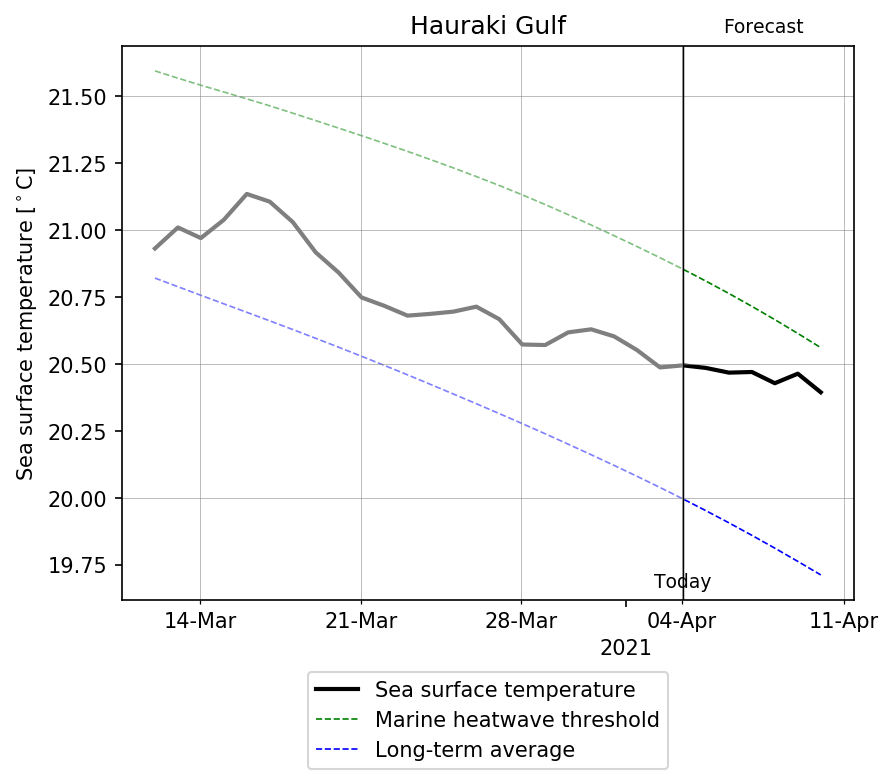 Hauraki Gulf
Forecast
Sea surface temperature [°C]
21.50
21.25
21.00
20.75
20.50
20.25
20.00
19.75
Today
14-Mar 21-Mar 28-Mar 04-Apr 11-Apr
2021
Sea surface temperature
Marine heatwave threshold
Long-term average